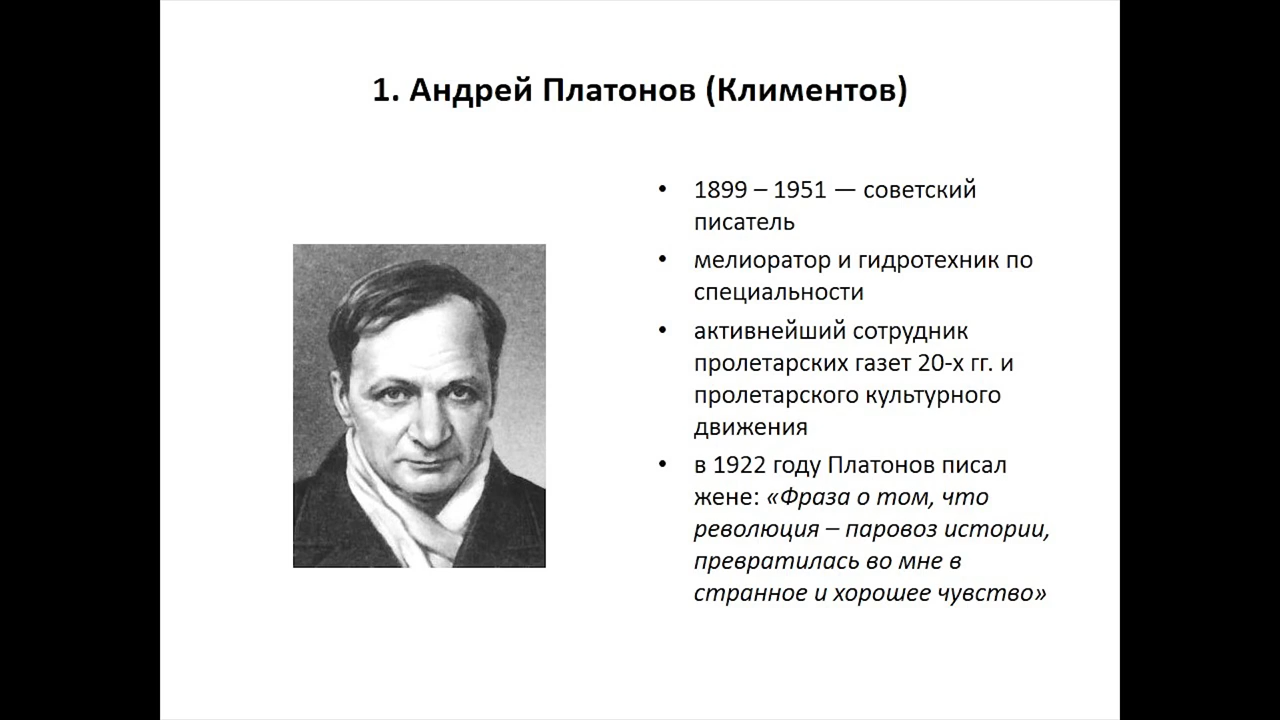 1. Андрей Платонов (Климентов)
• 1899 – 1951 — советский
писатель
• мелиоратор и гидротехник по
специальности
• активнейший сотрудник
пролетарских газет 20-х гг. и
пролетарского культурного
движения
• в 1922 году Платонов писал
жене: «Фраза о том, что
революция – паровоз истории,
превратилась во мне в
странное и хорошее чувство»